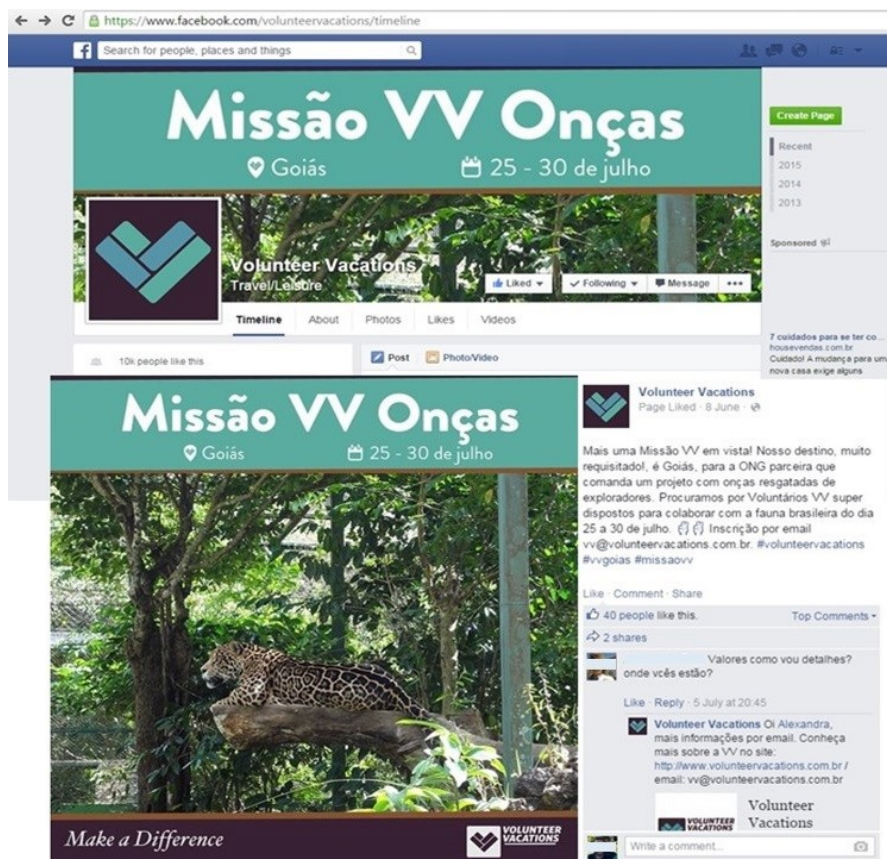 https://www.facebook.com/volunteervacations/timeline
Search for people, places and things
Missão VV Onças
Goiás
25 - 30 de julho
Volunteer Vacations
Travel/Leisure
Liked
Following
Message
Timeline
About
Photos
Likes
Videos
10k people like this
Post
Photo/Video
Create Page
Recent
2015
2014
2013
Sponsored
7 cuidados para se ter co...
housevendas.com.br
Cuidado! A mudança para um
nova casa exige alguns
Missão VV Onças
Goiás
25 - 30 de julho
Make a Difference
VOLUNTEER
VACATIONS
Volunteer Vacations
Page Liked · 8 June ·
Mais uma Missão VV em vista! Nosso destino, muito
requisitado!, é Goiás, para a ONG parceira que
comanda um projeto com onças resgatadas de
exploradores. Procuramos por Voluntários VV super
dispostos para colaborar com a fauna brasileira do dia
25 a 30 de julho. Inscrição por email
vv@volunteervacations.com.br. #volunteervacations
#vvgoias #missaovv
Like · Comment · Share
40 people like this.
Top Comments
2 shares
Valores como vou detalhes?
onde vcês estão?
Like · Reply · 5 July at 20:45
Volunteer Vacations Oi Alexandra,
mais informações por email. Conheça
mais sobre a VV no site:
http://www.volunteervacations.com.br /
email: vv@volunteervacations.com.br
VOLUNTEER
VACATIONS
Volunteer
Vacations
Write a comment...